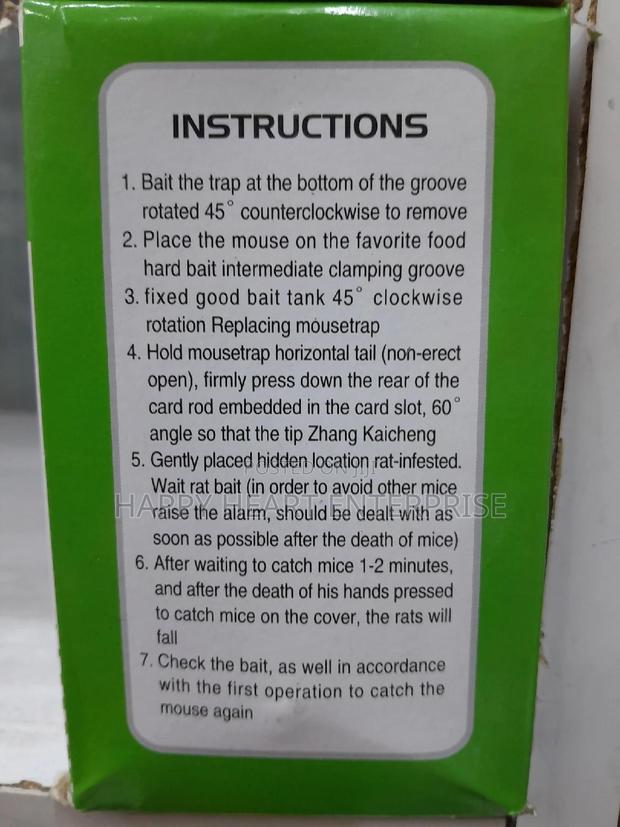 INSTRUCTIONS
1. Bait the trap at the bottom of the groove
rotated 45° counterclockwise to remove
2. Place the mouse on the favorite food
hard bait intermediate clamping groove
3. fixed good bait tank 45° clockwise
rotation Replacing mousetrap
4. Hold mousetrap horizontal tail (non-erect
open), firmly press down the rear of the
card rod embedded in the card slot, 60°
angle so that the tip Zhang Kaicheng
5. Gently placed hidden location rat-infested.
POSTED ON JIJI
Wait rat bait (in order to avoid other mice
HAPPY HEART ENTERPRISE
raise the alarm, should be dealt with as
soon as possible after the death of mice)
6. After waiting to catch mice 1-2 minutes,
and after the death of his hands pressed
to catch mice on the cover, the rats will
fall
7. Check the bait, as well in accordance
with the first operation to catch the
mouse again